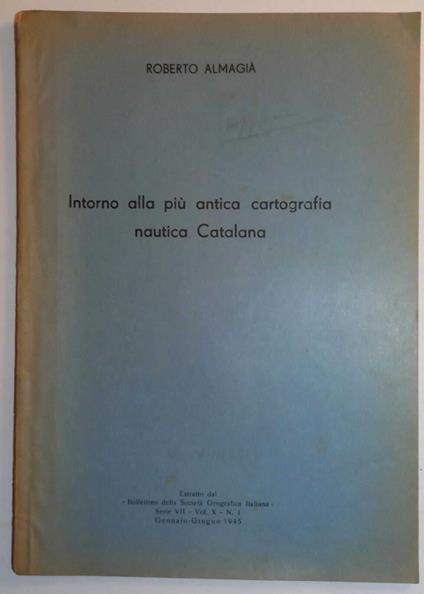 ROBERTO ALMAGIÀ
Intorno alla più antica cartografia
nautica Catalana
Estratto dal
« Bollettino della Società Geografica Italiana »
Serie VII - Vol. X - N. 1
Gennaio-Giugno 1945